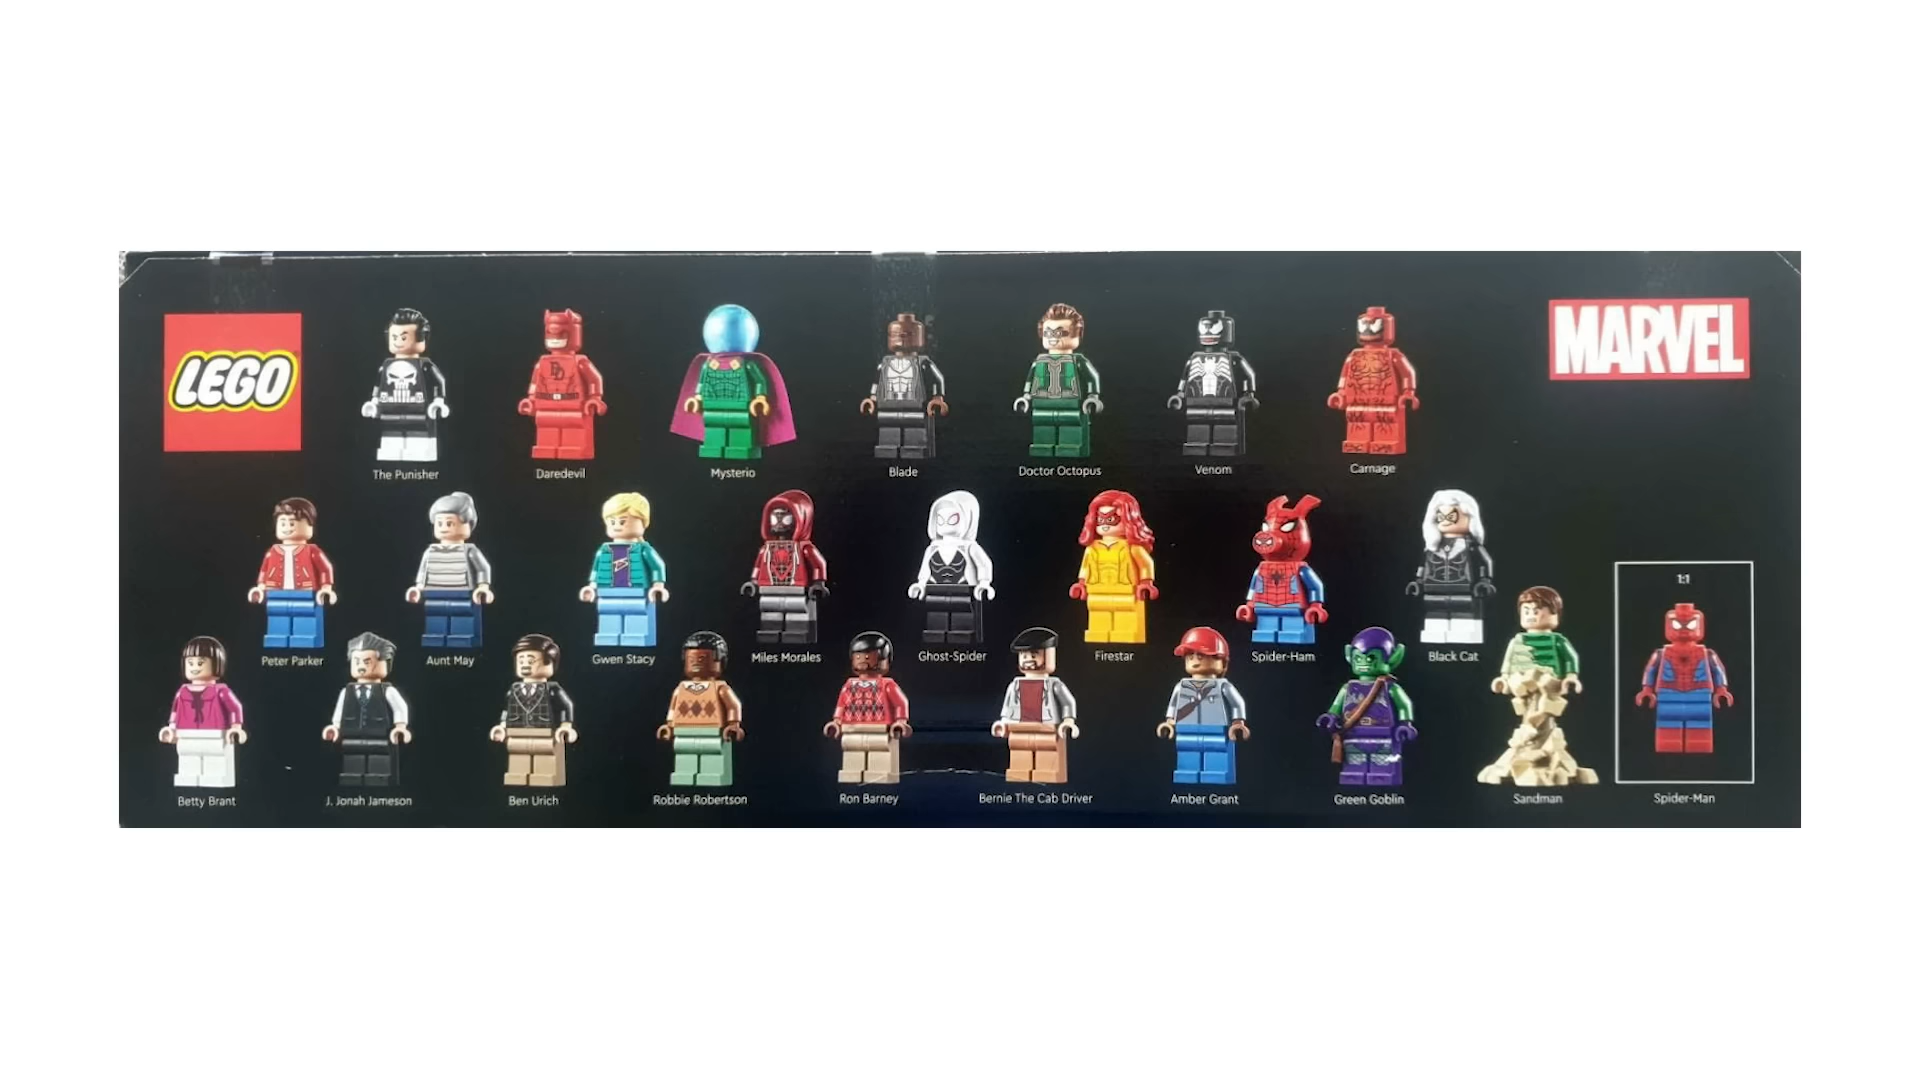 LEGO
MARVEL
The Punisher
Daredevil
Mysterio
Blade
Doctor Octopus
Venom
Carnage
Peter Parker
Aunt May
Gwen Stacy
Miles Morales
Ghost-Spider
Firestar
Spider-Ham
Black Cat
1:1
Betty Brant
J. Jonah Jameson
Ben Urich
Robbie Robertson
Ron Barney
Bernie The Cab Driver
Amber Grant
Green Goblin
Sandman
Spider-Man